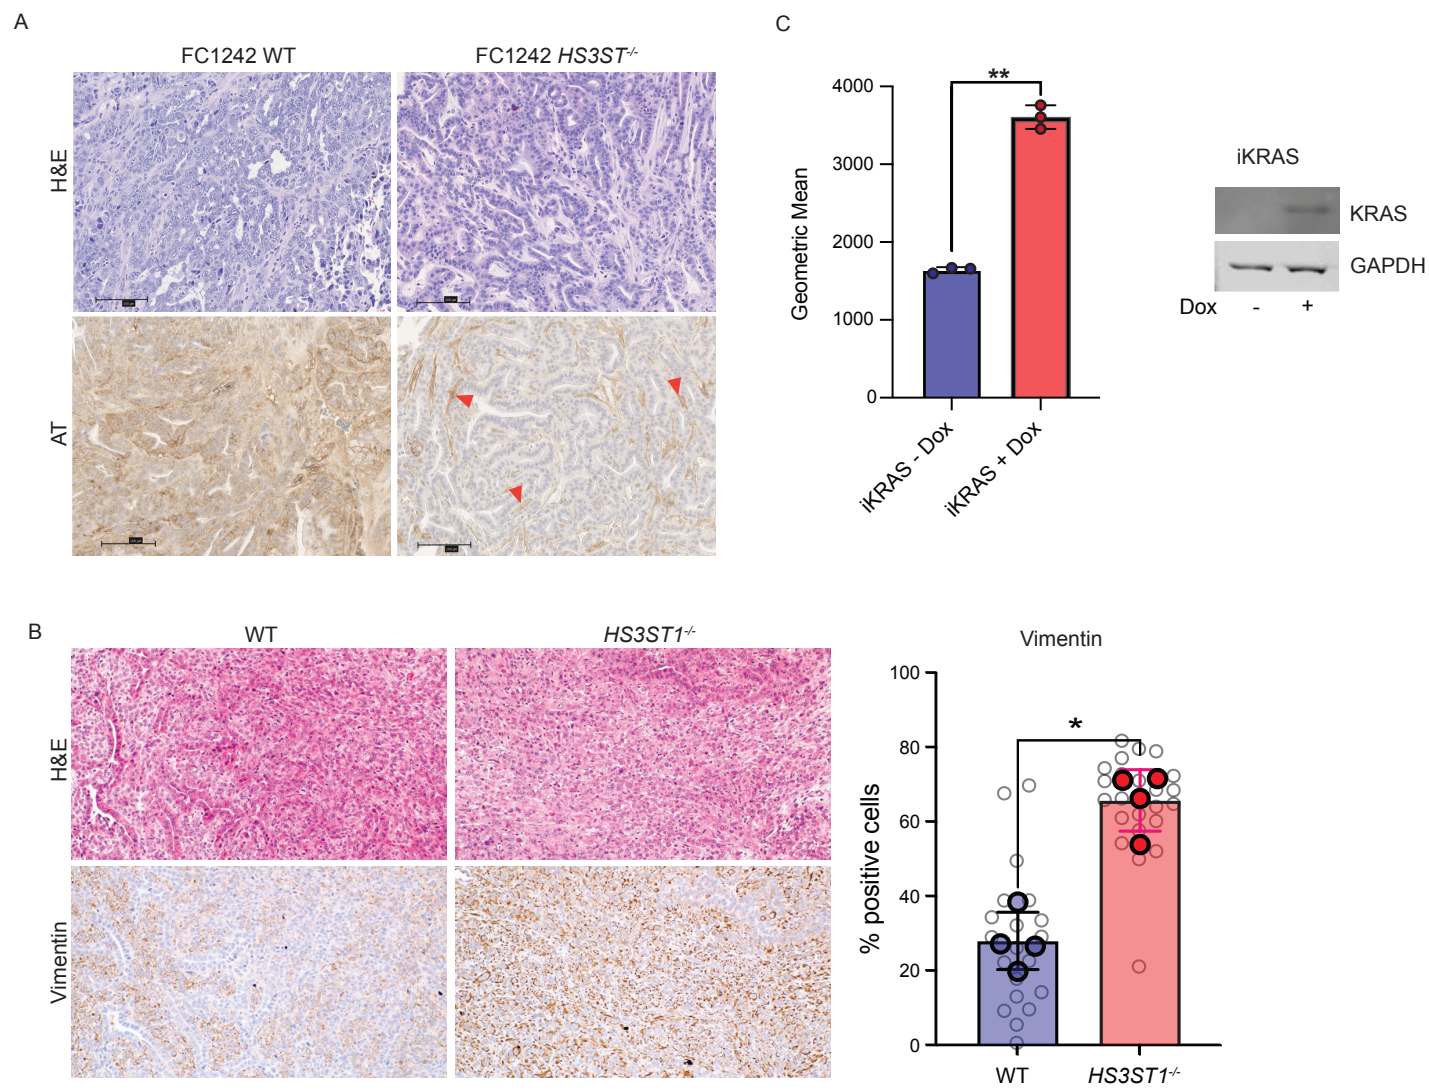 A
FC1242 WT
FC1242 HS3ST-/-
H&E
AT
C
**
4000
3000
2000
1000
0
Geometric Mean
iKRAS - Dox
iKRAS + Dox
iKRAS
KRAS
GAPDH
Dox - +
B
WT
HS3ST1-/-
H&E
Vimentin
Vimentin
*
100
80
60
40
20
0
% positive cells
WT
HS3ST1-/-